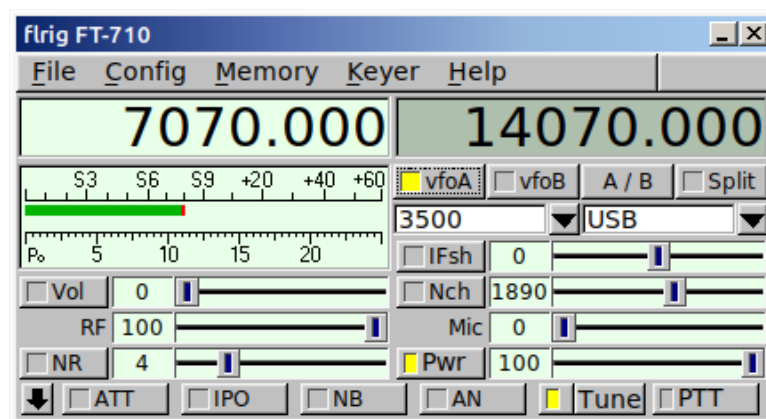 flrig FT-710
File Config Memory Keyer Help
7070.000 14070.000
S3 S6 S9 +20 +40 +60
vfoA vfoB A / B Split
3500 USB
Po 5 10 15 20
IFsh 0
Vol 0 Nch 1890
RF 100 Mic 0
NR 4 Pwr 100
ATT IPO NB AN Tune PTT